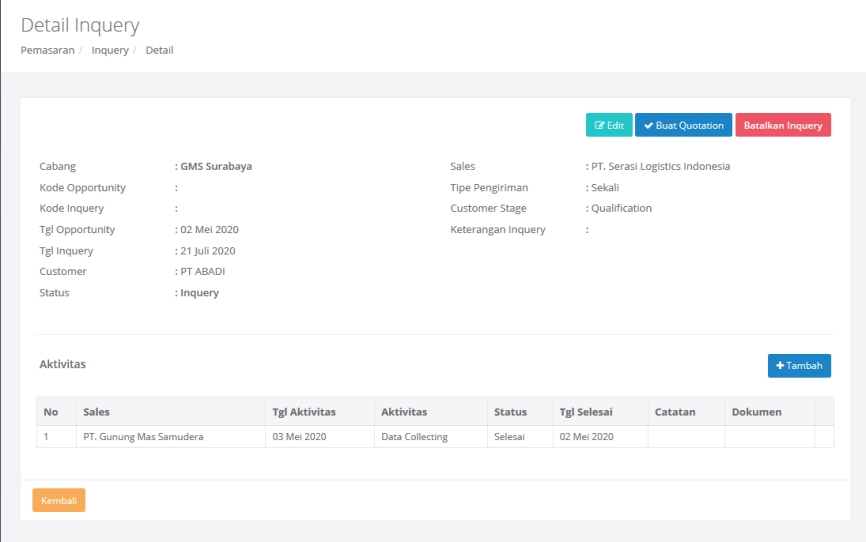 Detail Inquery
Pemasaran / Inquery / Detail
Edit Buat Quotation Batalkan Inquery
Cabang : GMS Surabaya Sales : PT. Serasi Logistics Indonesia
Kode Opportunity : Tipe Pengiriman : Sekali
Kode Inquery : Customer Stage : Qualification
Tgl Opportunity : 02 Mei 2020 Keterangan Inquery :
Tgl Inquery : 21 Juli 2020
Customer : PT ABADI
Status : Inquery
Aktivitas + Tambah
No Sales Tgl Aktivitas Aktivitas Status Tgl Selesai Catatan Dokumen
1 PT. Gunung Mas Samudera 03 Mei 2020 Data Collecting Selesai 02 Mei 2020
Kembali